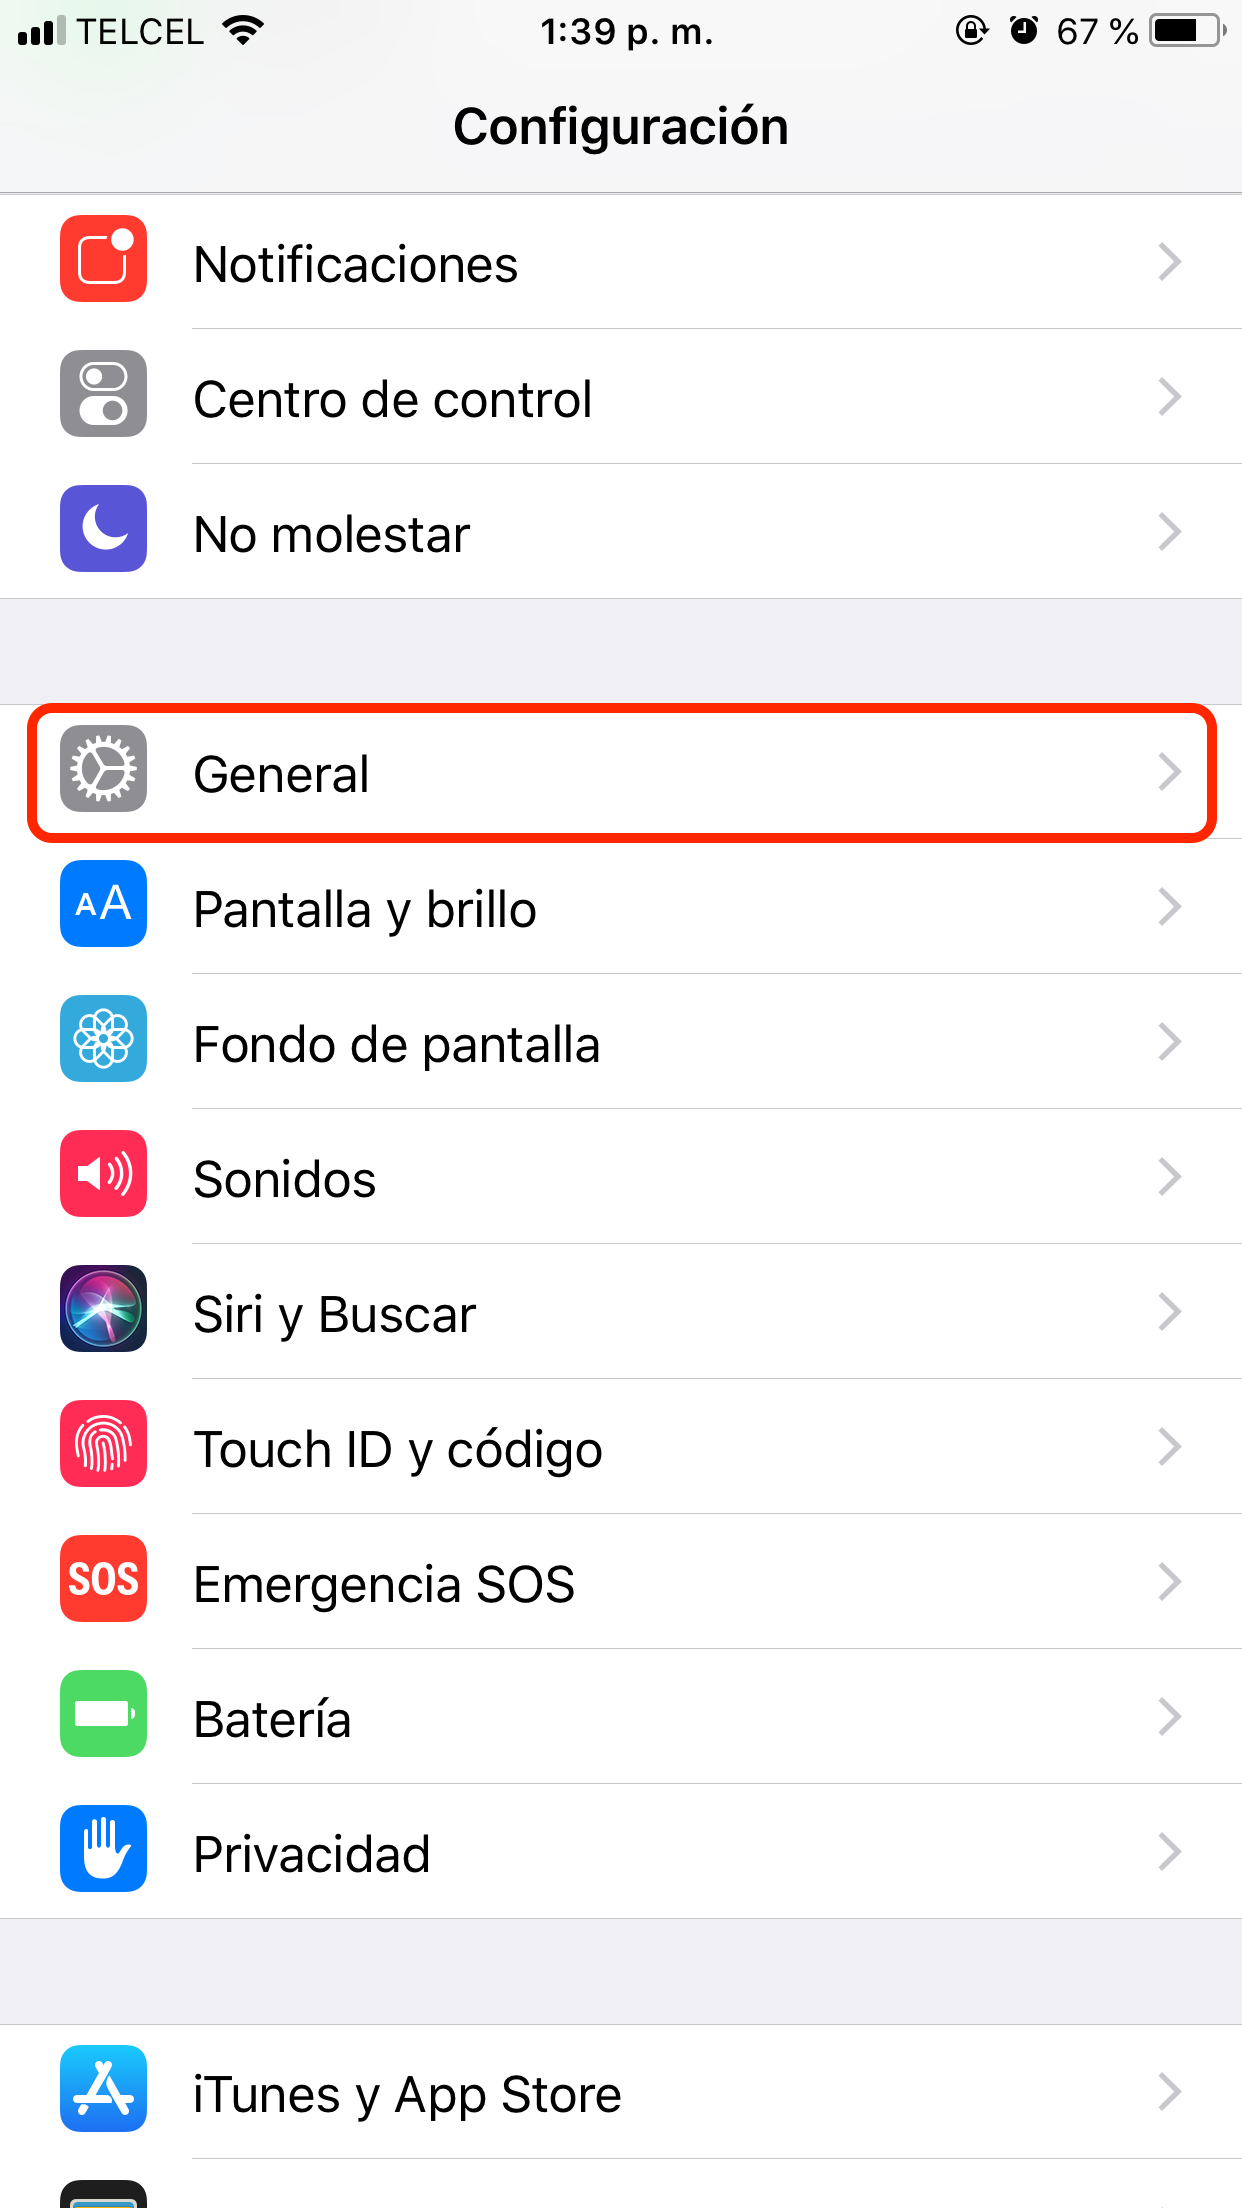 TELCEL 1:39 p. m. 67 %
Configuración
Notificaciones
Centro de control
No molestar
General
AA Pantalla y brillo
Fondo de pantalla
Sonidos
Siri y Buscar
Touch ID y código
SOS Emergencia SOS
Batería
Privacidad
iTunes y App Store